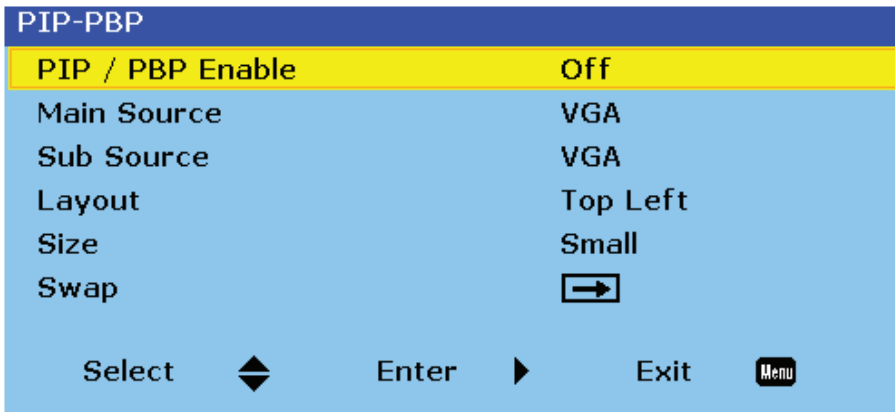 PIP-PBP
PIP / PBP Enable Off
Main Source VGA
Sub Source VGA
Layout Top Left
Size Small
Swap
Select Enter Exit Menu